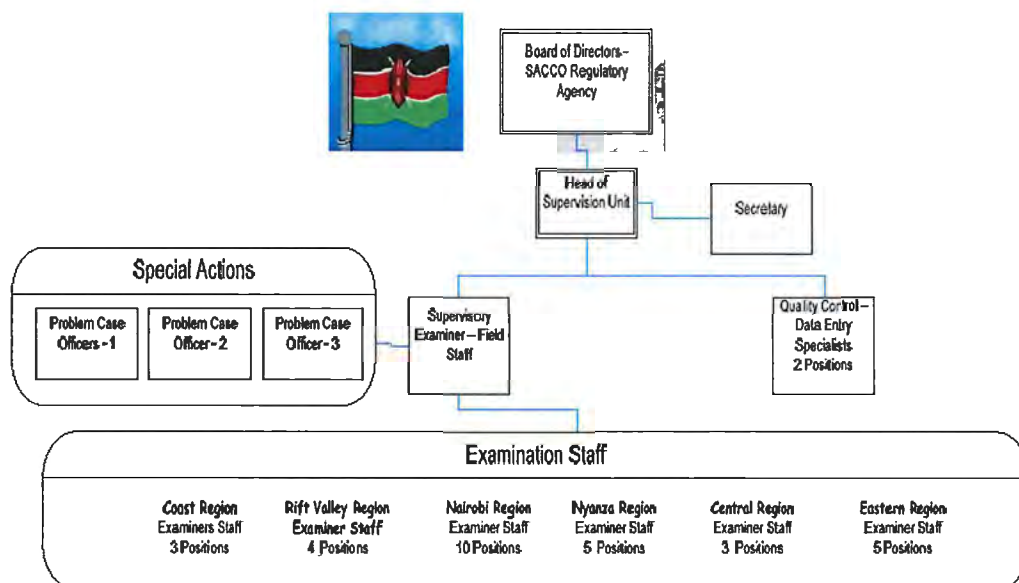 Board of Directors–
SACCO Regulatory
Agency
Head of
Supervision Unit
Secretary
Special Actions
Problem Case
Officers - 1
Problem Case
Officer - 2
Problem Case
Officer - 3
Supervisory
Examiner – Field
Staff
Quality Control –
Data Entry
Specialists
2 Positions
Examination Staff
Coast Region
Examiners Staff
3 Positions
Rift Valley Region
Examiner Staff
4 Positions
Nairobi Region
Examiner Staff
10 Positions
Nyanza Region
Examiner Staff
5 Positions
Central Region
Examiner Staff
3 Positions
Eastern Region
Examiner Staff
5 Positions